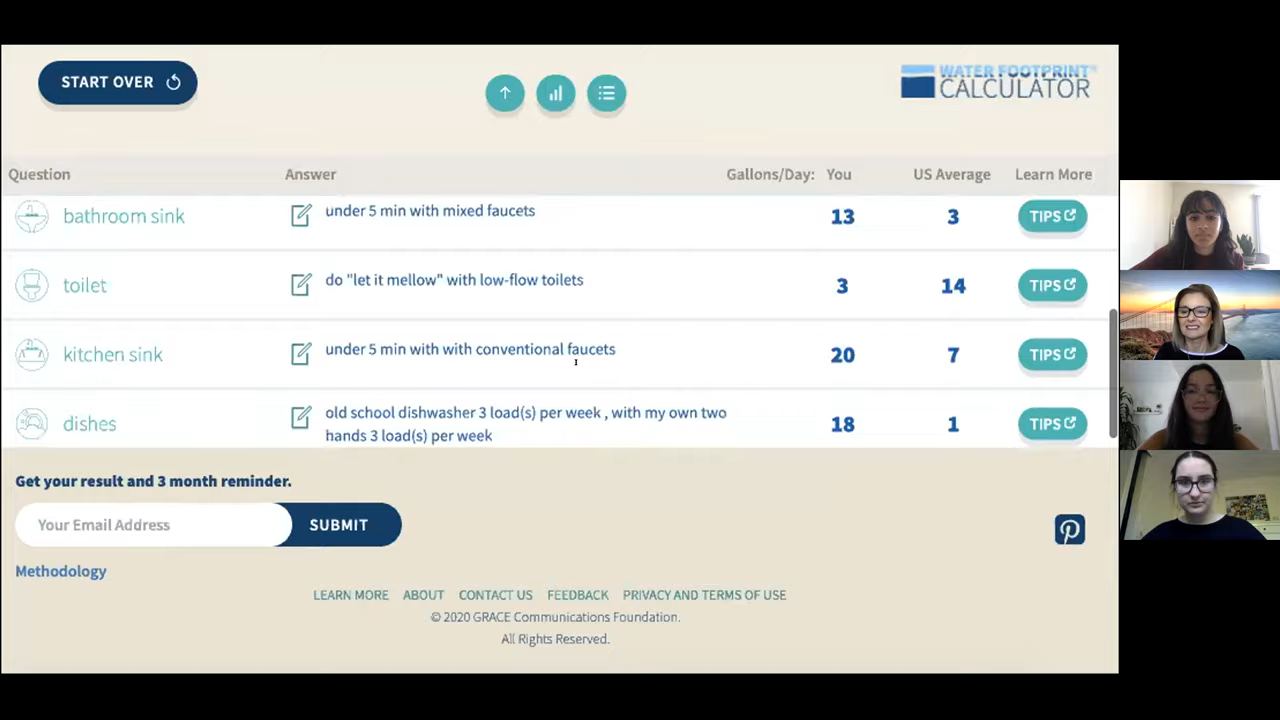 START OVER
WATER FOOTPRINT
CALCULATOR
Question Answer Gallons/Day: You US Average Learn More
bathroom sink under 5 min with mixed faucets 13 3 TIPS
toilet do "let it mellow" with low-flow toilets 3 14 TIPS
kitchen sink under 5 min with with conventional faucets 20 7 TIPS
dishes old school dishwasher 3 load(s) per week , with my own two
hands 3 load(s) per week 18 1 TIPS
Get your result and 3 month reminder.
Your Email Address SUBMIT
Methodology
LEARN MORE ABOUT CONTACT US FEEDBACK PRIVACY AND TERMS OF USE
© 2020 GRACE Communications Foundation.
All Rights Reserved.